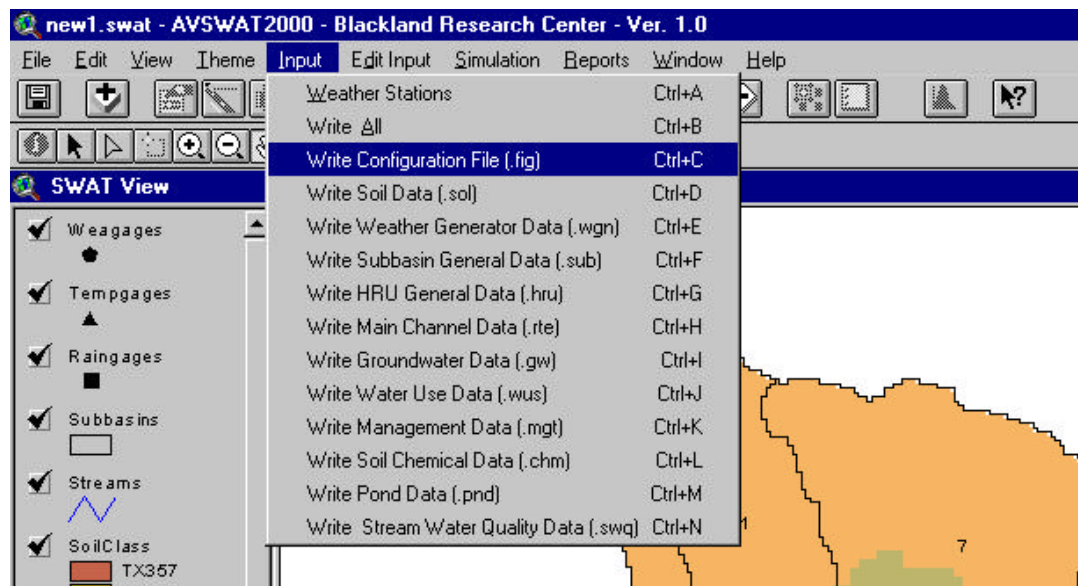 new1.swat - AVSWAT2000 - Blackland Research Center - Ver. 1.0
File Edit View Theme Input Edit Input Simulation Reports Window Help
Weather Stations Ctrl+A
Write All Ctrl+B
Write Configuration File (.fig) Ctrl+C
Write Soil Data (.sol) Ctrl+D
Write Weather Generator Data (.wgn) Ctrl+E
Write Subbasin General Data (.sub) Ctrl+F
Write HRU General Data (.hru) Ctrl+G
Write Main Channel Data (.rte) Ctrl+H
Write Groundwater Data (.gw) Ctrl+I
Write Water Use Data (.wus) Ctrl+J
Write Management Data (.mgt) Ctrl+K
Write Soil Chemical Data (.chm) Ctrl+L
Write Pond Data (.pnd) Ctrl+M
Write Stream Water Quality Data (.swq) Ctrl+N
SWAT View
Weagages
Tempgages
Raingages
Subbasins
Streams
SoilClass
TX357
7